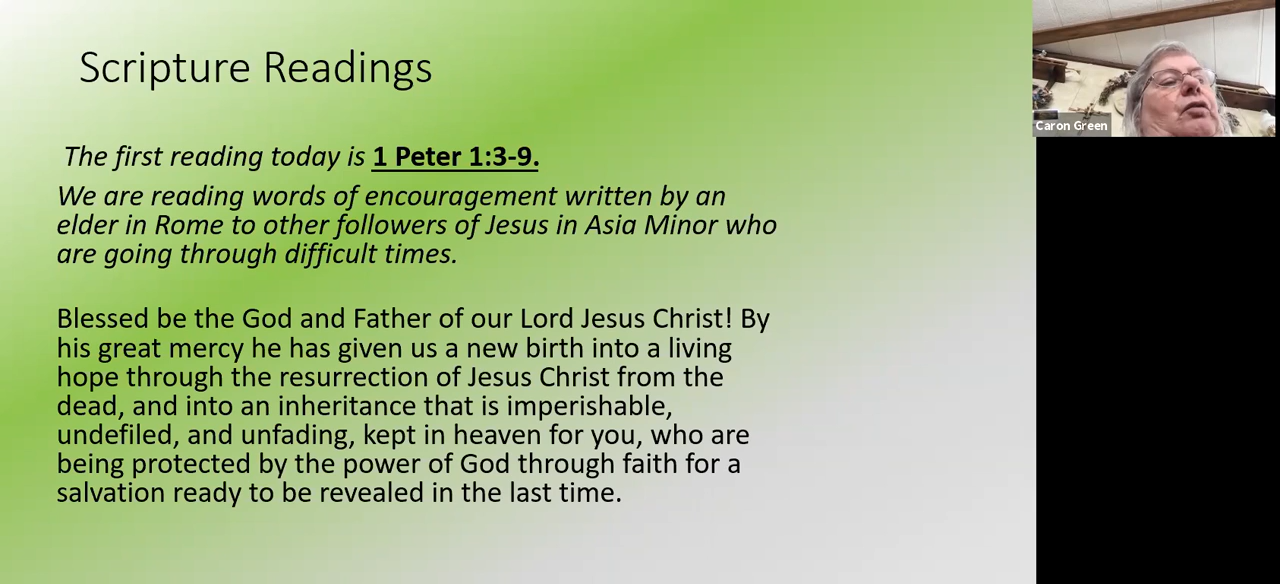 Scripture Readings
The first reading today is 1 Peter 1:3-9.
We are reading words of encouragement written by an
elder in Rome to other followers of Jesus in Asia Minor who
are going through difficult times.
Blessed be the God and Father of our Lord Jesus Christ! By
his great mercy he has given us a new birth into a living
hope through the resurrection of Jesus Christ from the
dead, and into an inheritance that is imperishable,
undefiled, and unfading, kept in heaven for you, who are
being protected by the power of God through faith for a
salvation ready to be revealed in the last time.
Caron Green